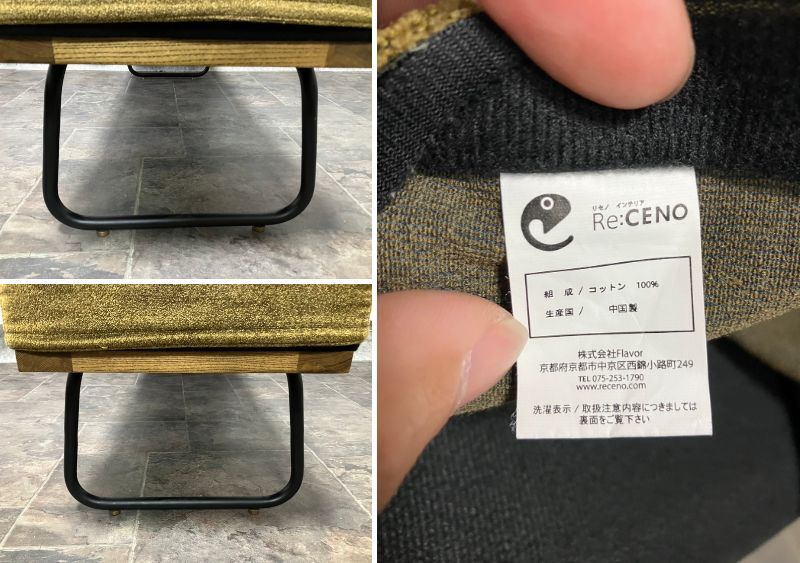 リセノ インテリア
Re:CENO
組 成 / コットン 100%
生産国 / 中国製
株式会社Flavor
京都府京都市中京区西錦小路町249
TEL 075-253-1790
www.receno.com
洗濯表示 / 取扱注意内容につきましては
裏面をご覧下さい